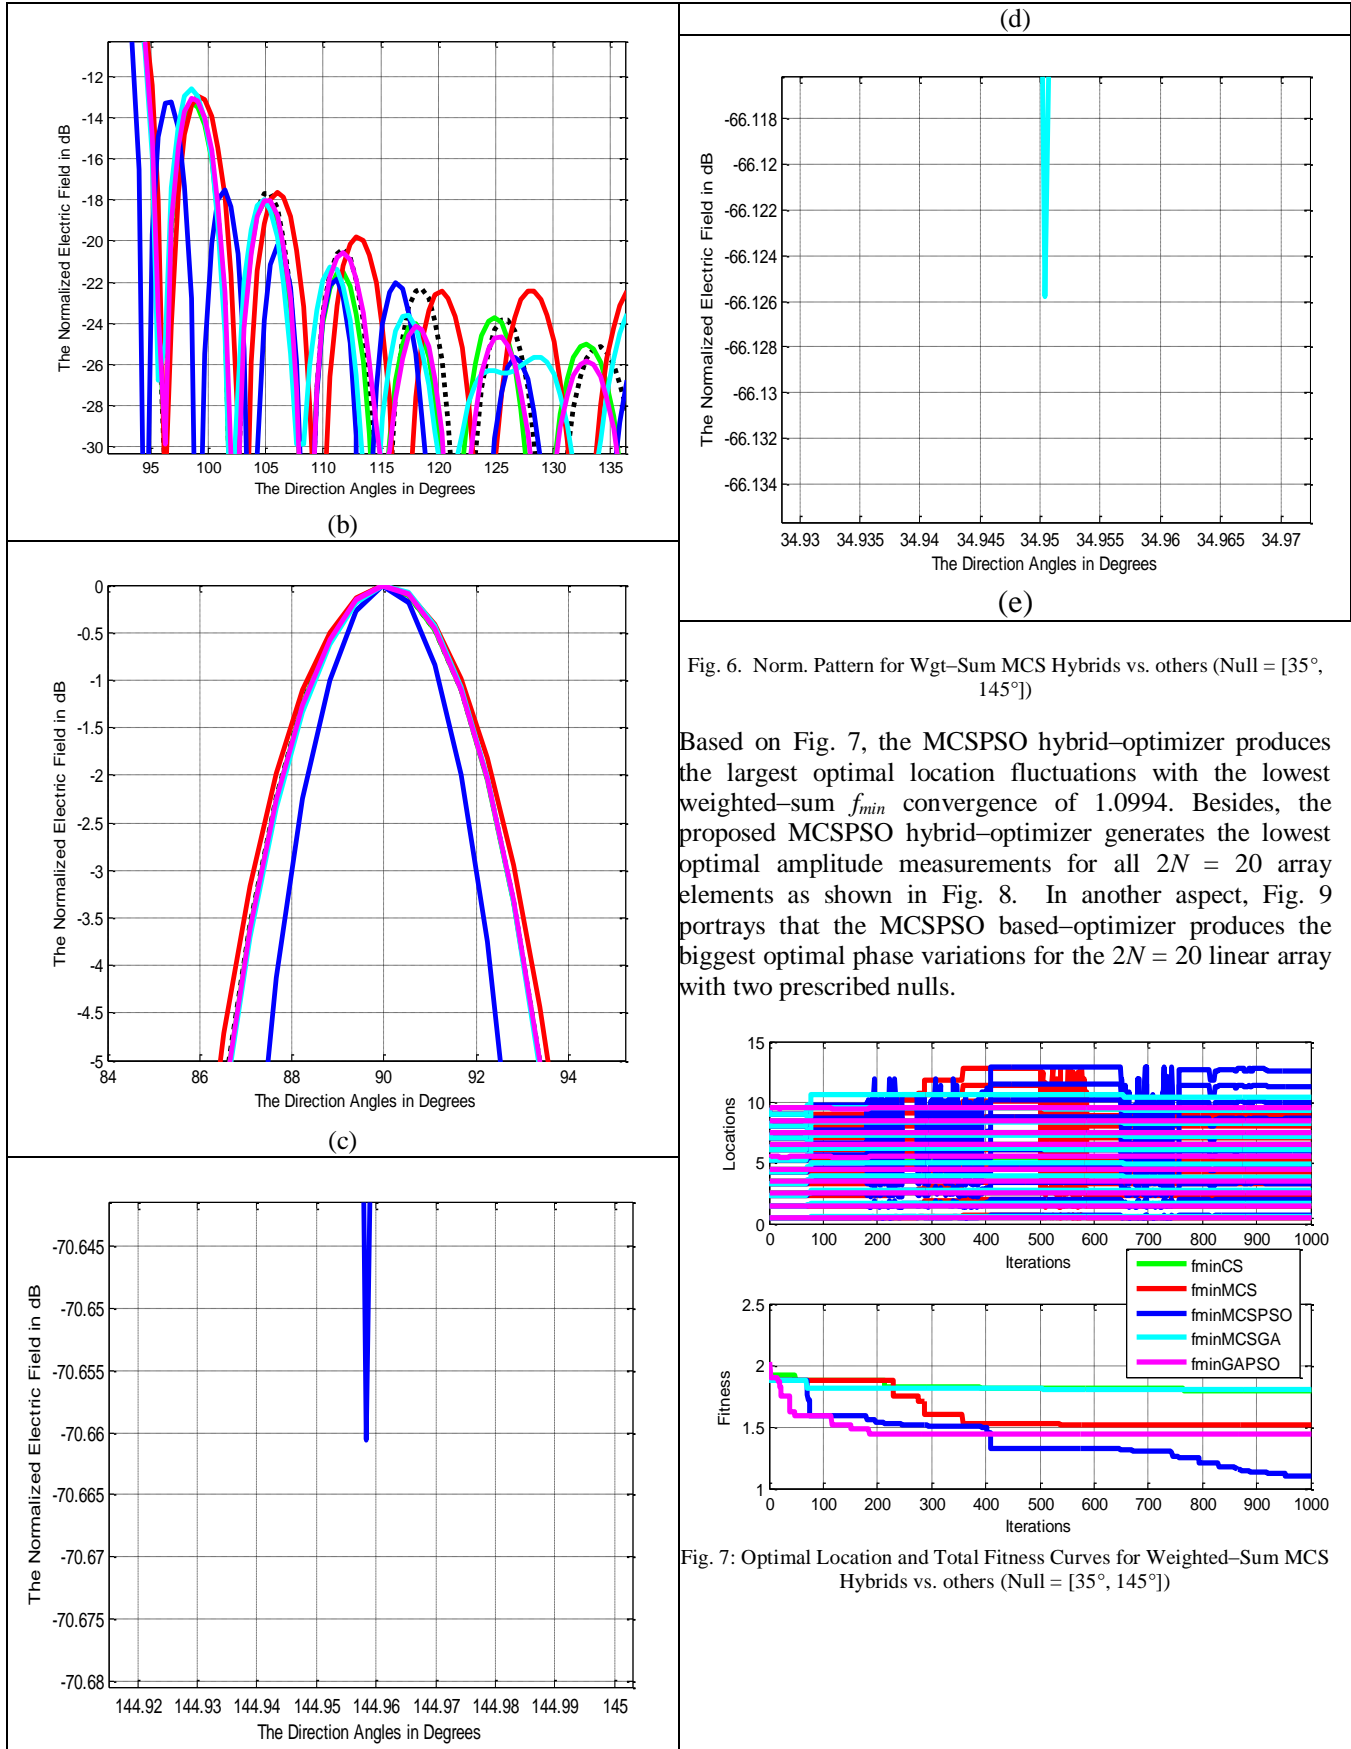 The Normalized Electric Field in dB
-12
-14
-16
-18
-20
-22
-24
-26
-28
-30
95 100 105 110 115 120 125 130 135
The Direction Angles in Degrees
(b)
The Normalized Electric Field in dB
0
-0.5
-1
-1.5
-2
-2.5
-3
-3.5
-4
-4.5
-5
84 86 88 90 92 94
The Direction Angles in Degrees
(c)
The Normalized Electric Field in dB
-70.645
-70.65
-70.655
-70.66
-70.665
-70.67
-70.675
-70.68
144.92 144.93 144.94 144.95 144.96 144.97 144.98 144.99 145
The Direction Angles in Degrees
(d)
The Normalized Electric Field in dB
-66.118
-66.12
-66.122
-66.124
-66.126
-66.128
-66.13
-66.132
-66.134
34.93 34.935 34.94 34.945 34.95 34.955 34.96 34.965 34.97
The Direction Angles in Degrees
(e)
Fig. 6. Norm. Pattern for Wgt–Sum MCS Hybrids vs. others (Null = [35°,
145°])
Based on Fig. 7, the MCSPSO hybrid–optimizer produces
the largest optimal location fluctuations with the lowest
weighted–sum fmin convergence of 1.0994. Besides, the
proposed MCSPSO hybrid–optimizer generates the lowest
optimal amplitude measurements for all 2N = 20 array
elements as shown in Fig. 8. In another aspect, Fig. 9
portrays that the MCSPSO based–optimizer produces the
biggest optimal phase variations for the 2N = 20 linear array
with two prescribed nulls.
Locations
15
10
5
0
0 100 200 300 400 500 600 700 800 900 1000
Iterations
fminCS
fminMCS
fminMCSPSO
fminMCSGA
fminGAPSO
Fitness
2.5
2
1.5
1
0 100 200 300 400 500 600 700 800 900 1000
Iterations
Fig. 7: Optimal Location and Total Fitness Curves for Weighted–Sum MCS
Hybrids vs. others (Null = [35°, 145°])